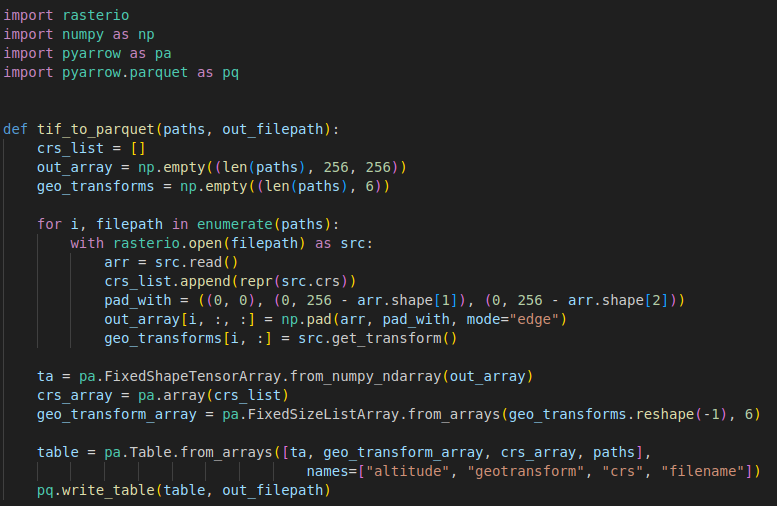 import rasterio
import numpy as np
import pyarrow as pa
import pyarrow.parquet as pq


def tif_to_parquet(paths, out_filepath):
    crs_list = []
    out_array = np.empty((len(paths), 256, 256))
    geo_transforms = np.empty((len(paths), 6))

    for i, filepath in enumerate(paths):
        with rasterio.open(filepath) as src:
            arr = src.read()
            crs_list.append(repr(src.crs))
            pad_with = ((0, 0), (0, 256 - arr.shape[1]), (0, 256 - arr.shape[2]))
            out_array[i, :, :] = np.pad(arr, pad_with, mode="edge")
            geo_transforms[i, :] = src.get_transform()

    ta = pa.FixedShapeTensorArray.from_numpy_ndarray(out_array)
    crs_array = pa.array(crs_list)
    geo_transform_array = pa.FixedSizeListArray.from_arrays(geo_transforms.reshape(-1), 6)

    table = pa.Table.from_arrays([ta, geo_transform_array, crs_array, paths],
                                    names=["altitude", "geotransform", "crs", "filename"])
    pq.write_table(table, out_filepath)